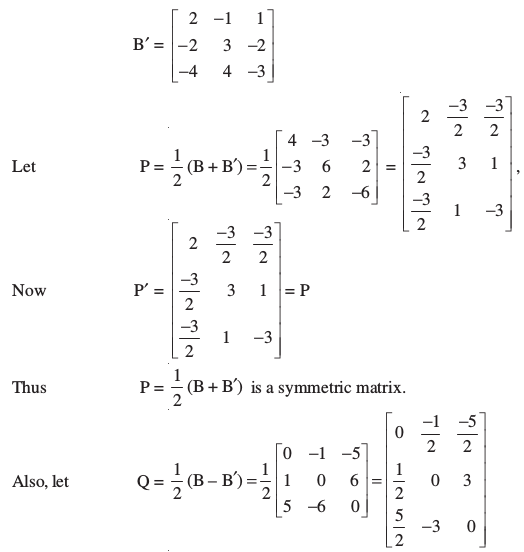 B′ = [2 −1 1; −2 3 −2; −4 4 −3]
Let P = 1/2 (B + B′) = 1/2 [4 −3 −3; −3 6 2; −3 2 −6] = [2 −3/2 −3/2; −3/2 3 1; −3/2 1 −3],
Now P′ = [2 −3/2 −3/2; −3/2 3 1; −3/2 1 −3] = P
Thus P = 1/2 (B + B′) is a symmetric matrix.
Also, let Q = 1/2 (B – B′) = 1/2 [0 −1 −5; 1 0 6; 5 −6 0] = [0 −1/2 −5/2; 1/2 0 3; 5/2 −3 0]